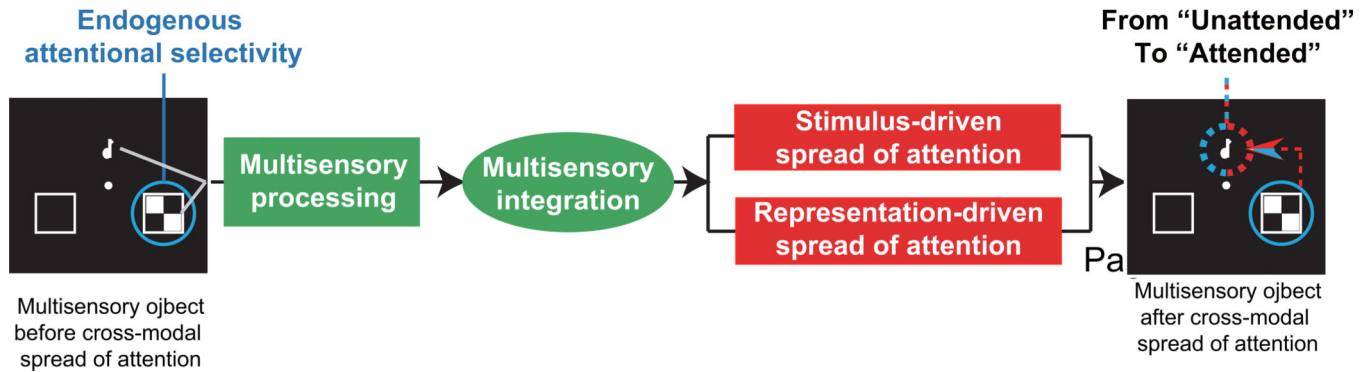 Endogenous
attentional selectivity
Multisensory ojbect
before cross-modal
spread of attention
Multisensory
processing
Multisensory
integration
Stimulus-driven
spread of attention
Representation-driven
spread of attention
From “Unattended”
To “Attended”
Pa
Multisensory ojbect
after cross-modal
spread of attention